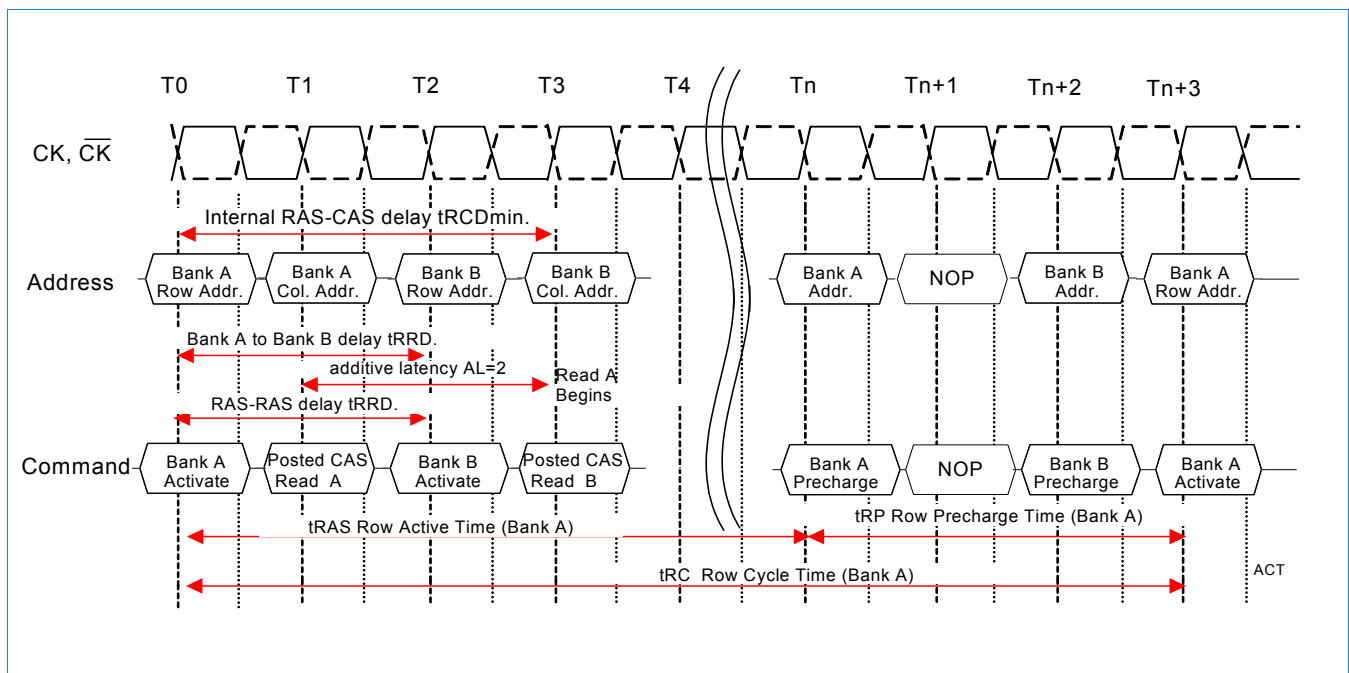 T0 T1 T2 T3 T4 Tn Tn+1 Tn+2 Tn+3
CK, C̅K̅
Internal RAS-CAS delay tRCDmin.
Address
Bank A
Row Addr.
Bank A
Col. Addr.
Bank B
Row Addr.
Bank B
Col. Addr.
Bank A
Addr.
NOP
Bank B
Addr.
Bank A
Row Addr.
Bank A to Bank B delay tRRD.
additive latency AL=2
Read A
Begins
RAS-RAS delay tRRD.
Command
Bank A
Activate
Posted CAS
Read A
Bank B
Activate
Posted CAS
Read B
Bank A
Precharge
NOP
Bank B
Precharge
Bank A
Activate
tRAS Row Active Time (Bank A)
tRP Row Precharge Time (Bank A)
tRC Row Cycle Time (Bank A)
ACT